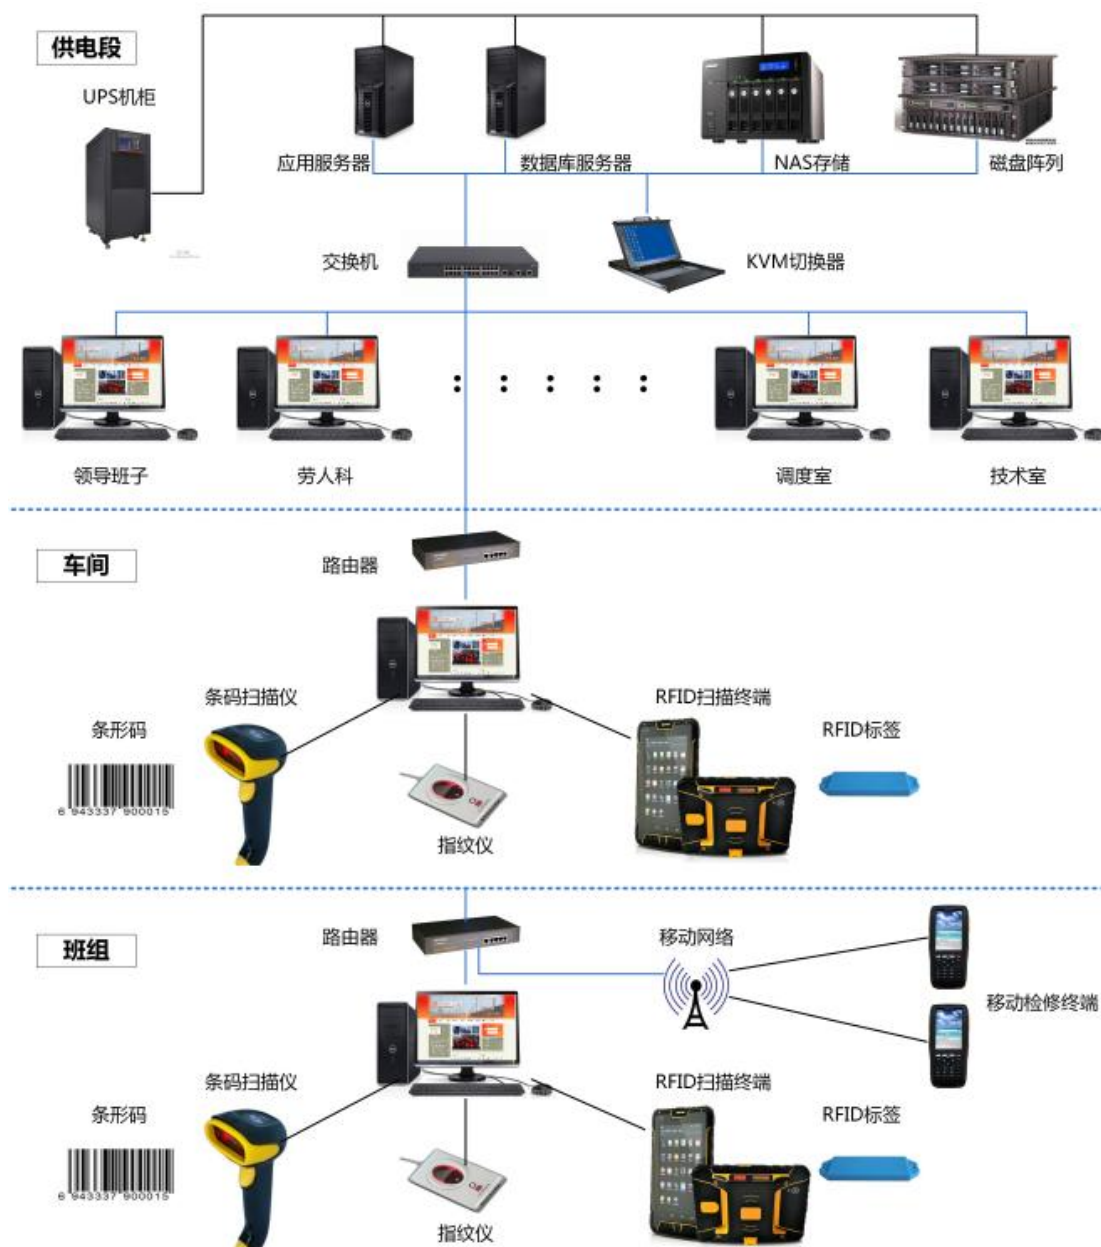 供电段
UPS机柜
应用服务器
数据库服务器
NAS存储
磁盘阵列
交换机
KVM切换器
领导班子
劳人科
调度室
技术室
车间
路由器
条码扫描仪
RFID扫描终端
条形码
RFID标签
6 943337 900015
指纹仪
班组
路由器
移动网络
移动检修终端
条码扫描仪
RFID扫描终端
条形码
RFID标签
6 943337 900015
指纹仪